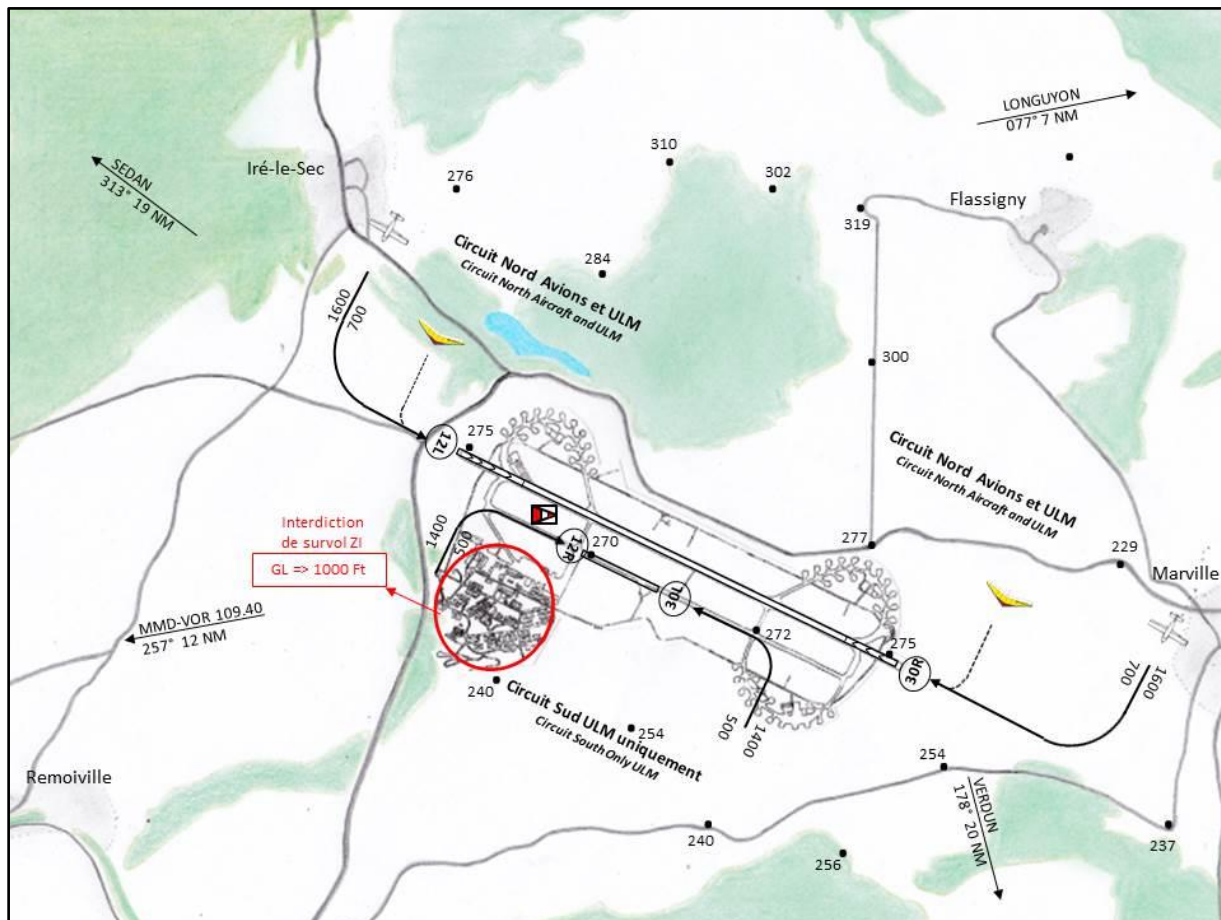 LONGUYON
077° 7 NM
SEDAN
313° 19 NM
Iré-le-Sec
276
310
302
319
Flassigny
284
Circuit Nord Avions et ULM
Circuit North Aircraft and ULM
1600
700
300
12L
275
Circuit Nord Avions et ULM
Circuit North Aircraft and ULM
Interdiction
de survol ZI
GL => 1000 Ft
1400
500
A
12R
270
277
229
Marville
30L
MMD-VOR 109.40
257° 12 NM
272
275
30R
1600
700
240
Circuit Sud ULM uniquement
Circuit South Only ULM
254
500
1400
254
Remoiville
VERDUN
178° 20 NM
240
256
237